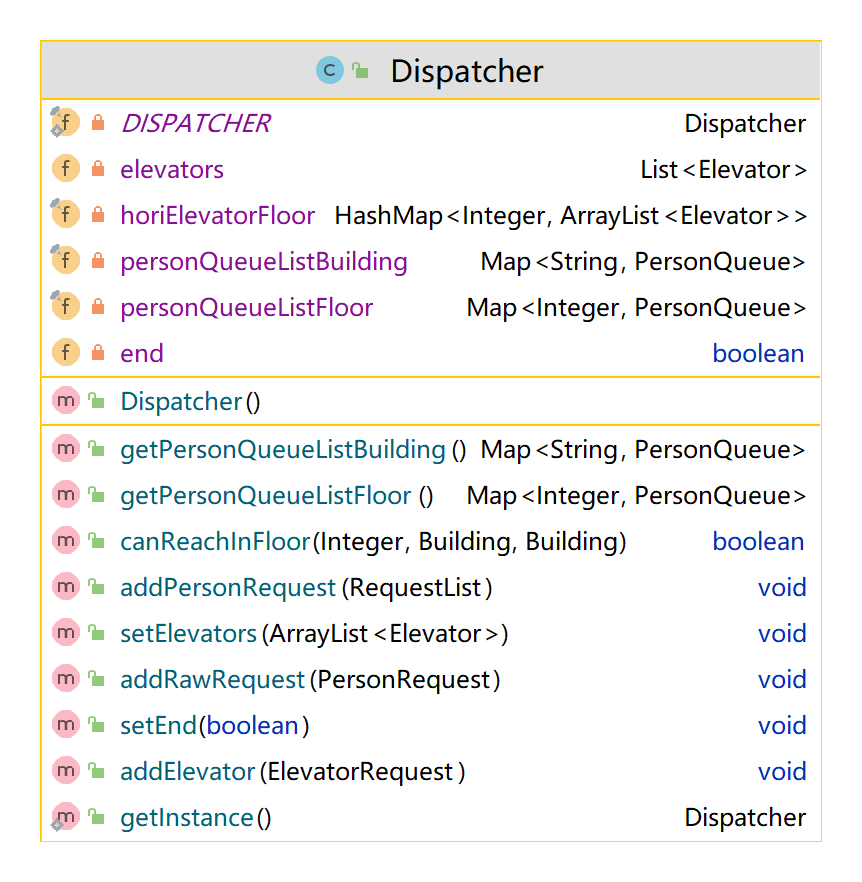 C Dispatcher
f DISPATCHER Dispatcher
f elevators List<Elevator>
f horiElevatorFloor HashMap<Integer, ArrayList<Elevator>>
f personQueueListBuilding Map<String, PersonQueue>
f personQueueListFloor Map<Integer, PersonQueue>
f end boolean
m Dispatcher()
m getPersonQueueListBuilding() Map<String, PersonQueue>
m getPersonQueueListFloor() Map<Integer, PersonQueue>
m canReachInFloor(Integer, Building, Building) boolean
m addPersonRequest(RequestList) void
m setElevators(ArrayList<Elevator>) void
m addRawRequest(PersonRequest) void
m setEnd(boolean) void
m addElevator(ElevatorRequest) void
m getInstance() Dispatcher